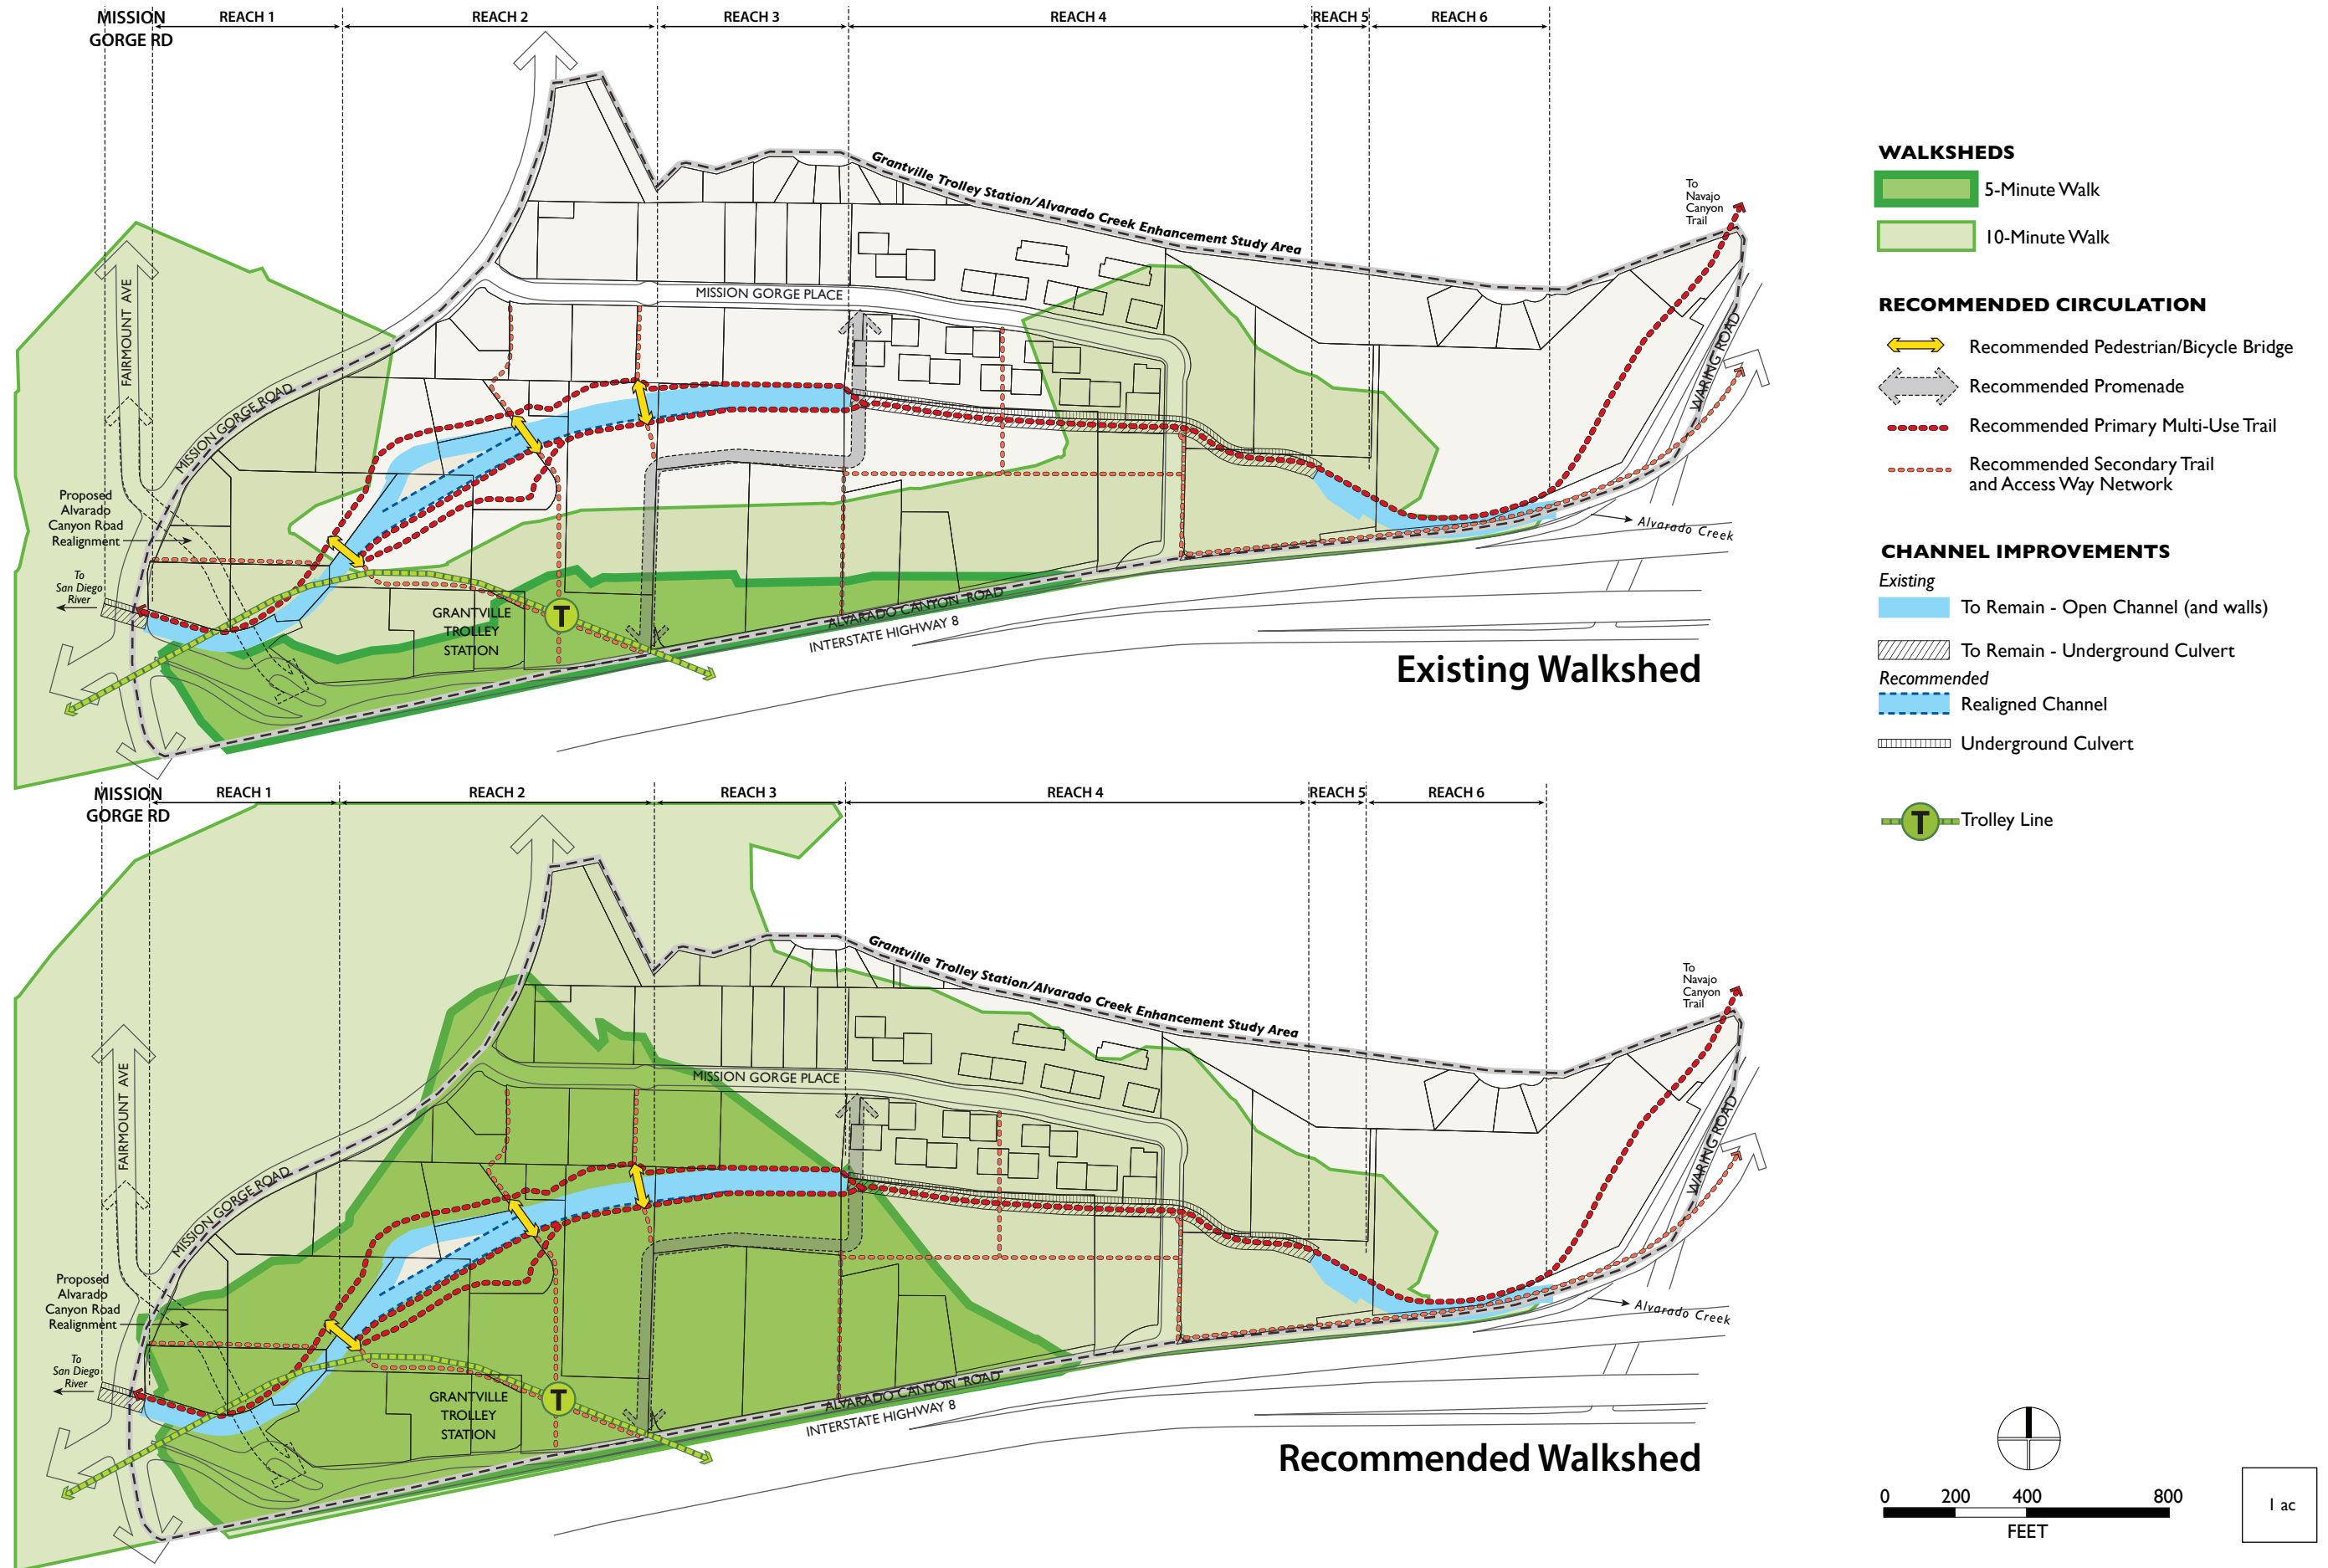 MISSION
GORGE RD
REACH 1
REACH 2
REACH 3
REACH 4
REACH 5
REACH 6
Grantville Trolley Station/Alvarado Creek Enhancement Study Area
To
Navajo
Canyon
Trail
FAIRMOUNT AVE
MISSION GORGE PLACE
MISSION GORGE ROAD
WARING ROAD
Proposed
Alvarado
Canyon Road
Realignment
To
San Diego
River
Alvarado Creek
GRANTVILLE
TROLLEY
STATION
T
ALVARADO CANYON ROAD
INTERSTATE HIGHWAY 8
Existing Walkshed
MISSION
GORGE RD
REACH 1
REACH 2
REACH 3
REACH 4
REACH 5
REACH 6
Grantville Trolley Station/Alvarado Creek Enhancement Study Area
To
Navajo
Canyon
Trail
FAIRMOUNT AVE
MISSION GORGE PLACE
MISSION GORGE ROAD
WARING ROAD
Proposed
Alvarado
Canyon Road
Realignment
To
San Diego
River
Alvarado Creek
GRANTVILLE
TROLLEY
STATION
T
ALVARADO CANYON ROAD
INTERSTATE HIGHWAY 8
Recommended Walkshed
WALKSHEDS
5-Minute Walk
10-Minute Walk
RECOMMENDED CIRCULATION
Recommended Pedestrian/Bicycle Bridge
Recommended Promenade
Recommended Primary Multi-Use Trail
Recommended Secondary Trail
and Access Way Network
CHANNEL IMPROVEMENTS
Existing
To Remain - Open Channel (and walls)
To Remain - Underground Culvert
Recommended
Realigned Channel
Underground Culvert
T
Trolley Line
0 200 400 800
FEET
1 ac